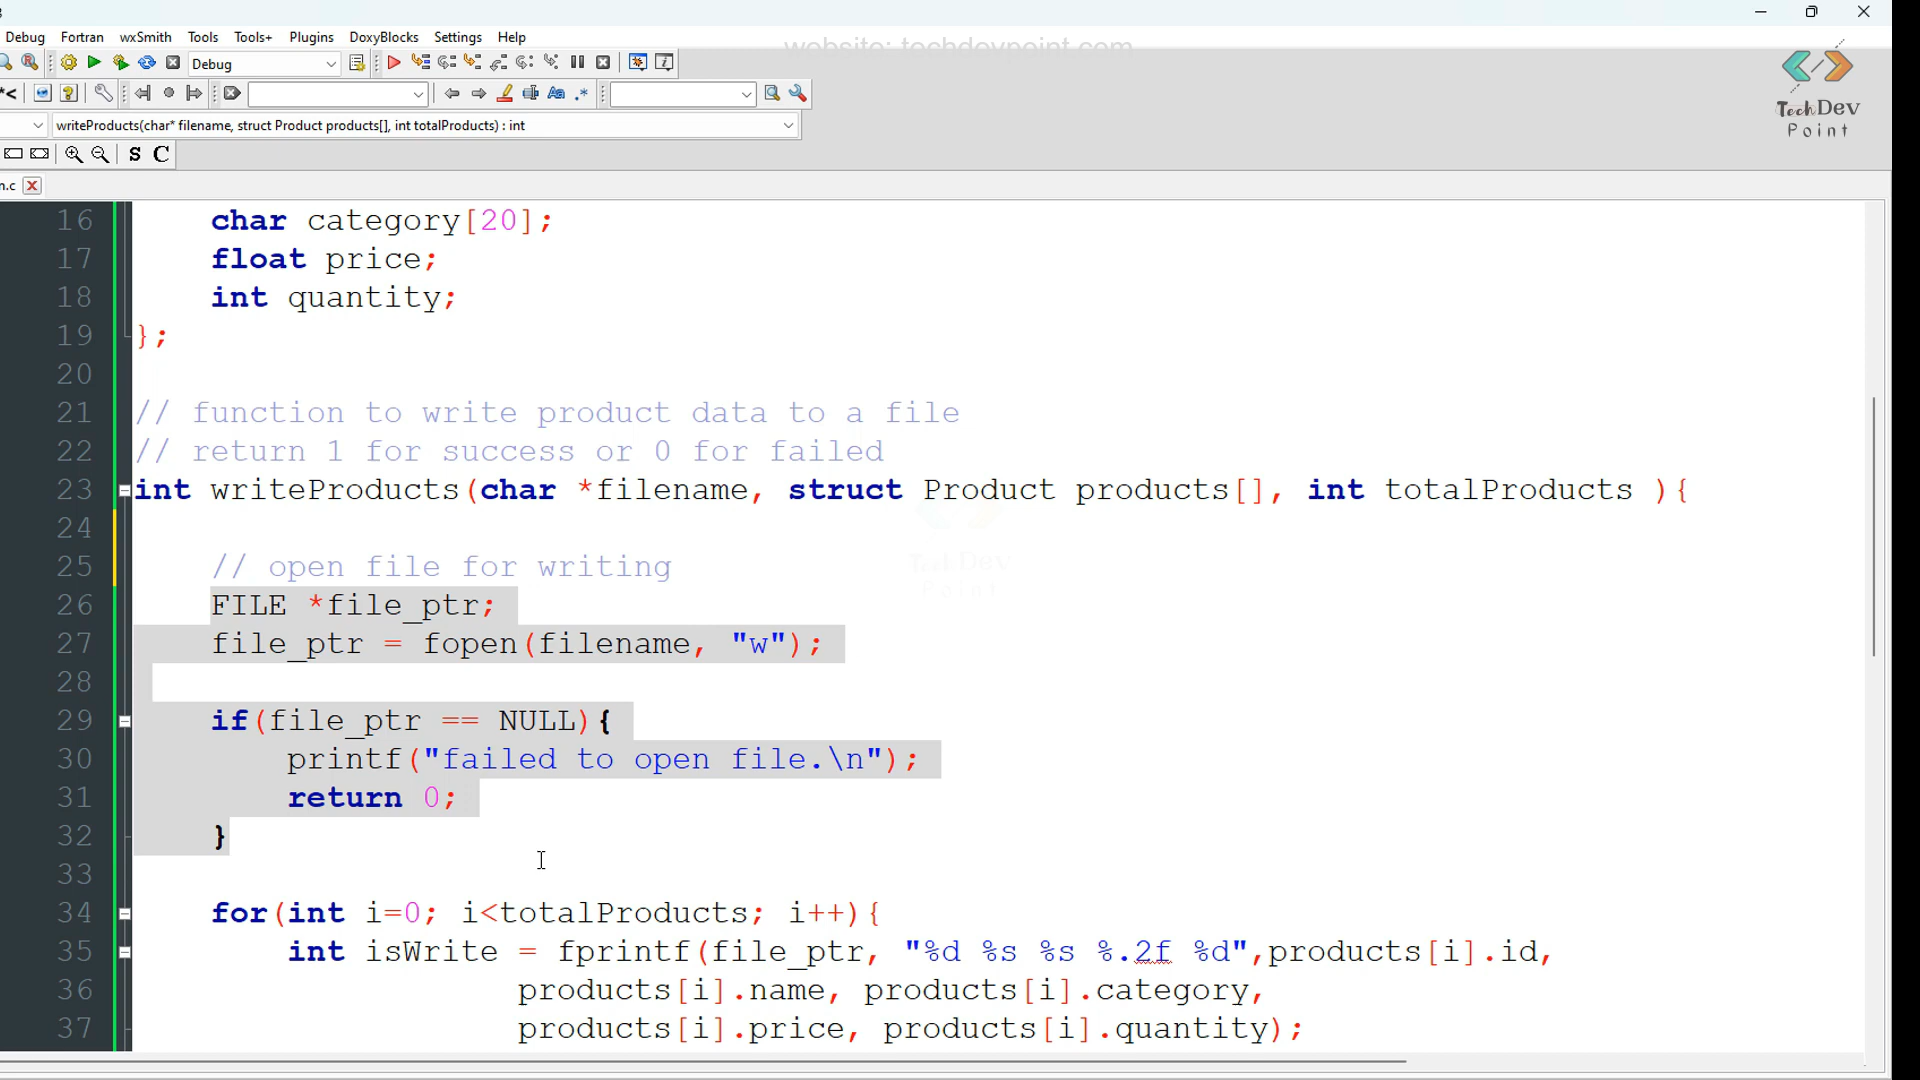 Debug Fortran wxSmith Tools Tools+ Plugins DoxyBlocks Settings Help
website: techdevpoint.com
Debug
TechDev
Point
writeProducts(char* filename, struct Product products[], int totalProducts) : int
S C
n.c
16 char category[20];
17 float price;
18 int quantity;
19 };
20
21 // function to write product data to a file
22 // return 1 for success or 0 for failed
23 int writeProducts(char *filename, struct Product products[], int totalProducts ){
24
25 // open file for writing
TechDev
Point
26 FILE *file_ptr;
27 file_ptr = fopen(filename, "w");
28
29 if(file_ptr == NULL){
30 printf("failed to open file.\n");
31 return 0;
32 }
33
34 for(int i=0; i<totalProducts; i++){
35 int isWrite = fprintf(file_ptr, "%d %s %s %.2f %d",products[i].id,
36 products[i].name, products[i].category,
37 products[i].price, products[i].quantity);